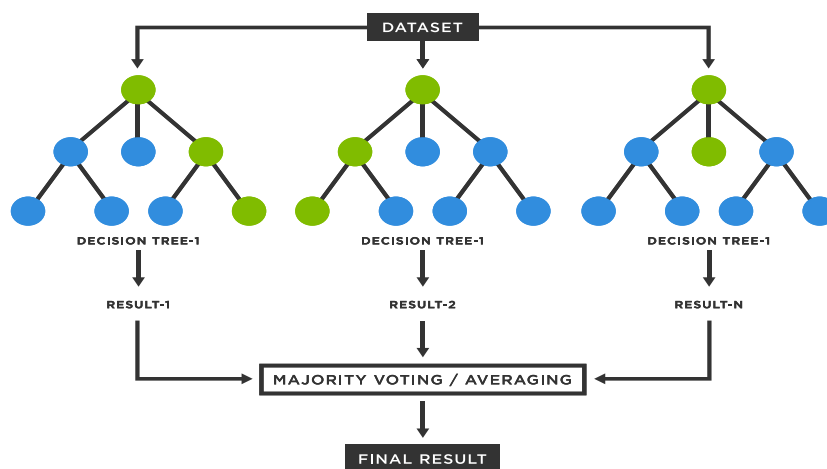 DATASET
DECISION TREE-1
DECISION TREE-1
DECISION TREE-1
RESULT-1
RESULT-2
RESULT-N
MAJORITY VOTING / AVERAGING
FINAL RESULT